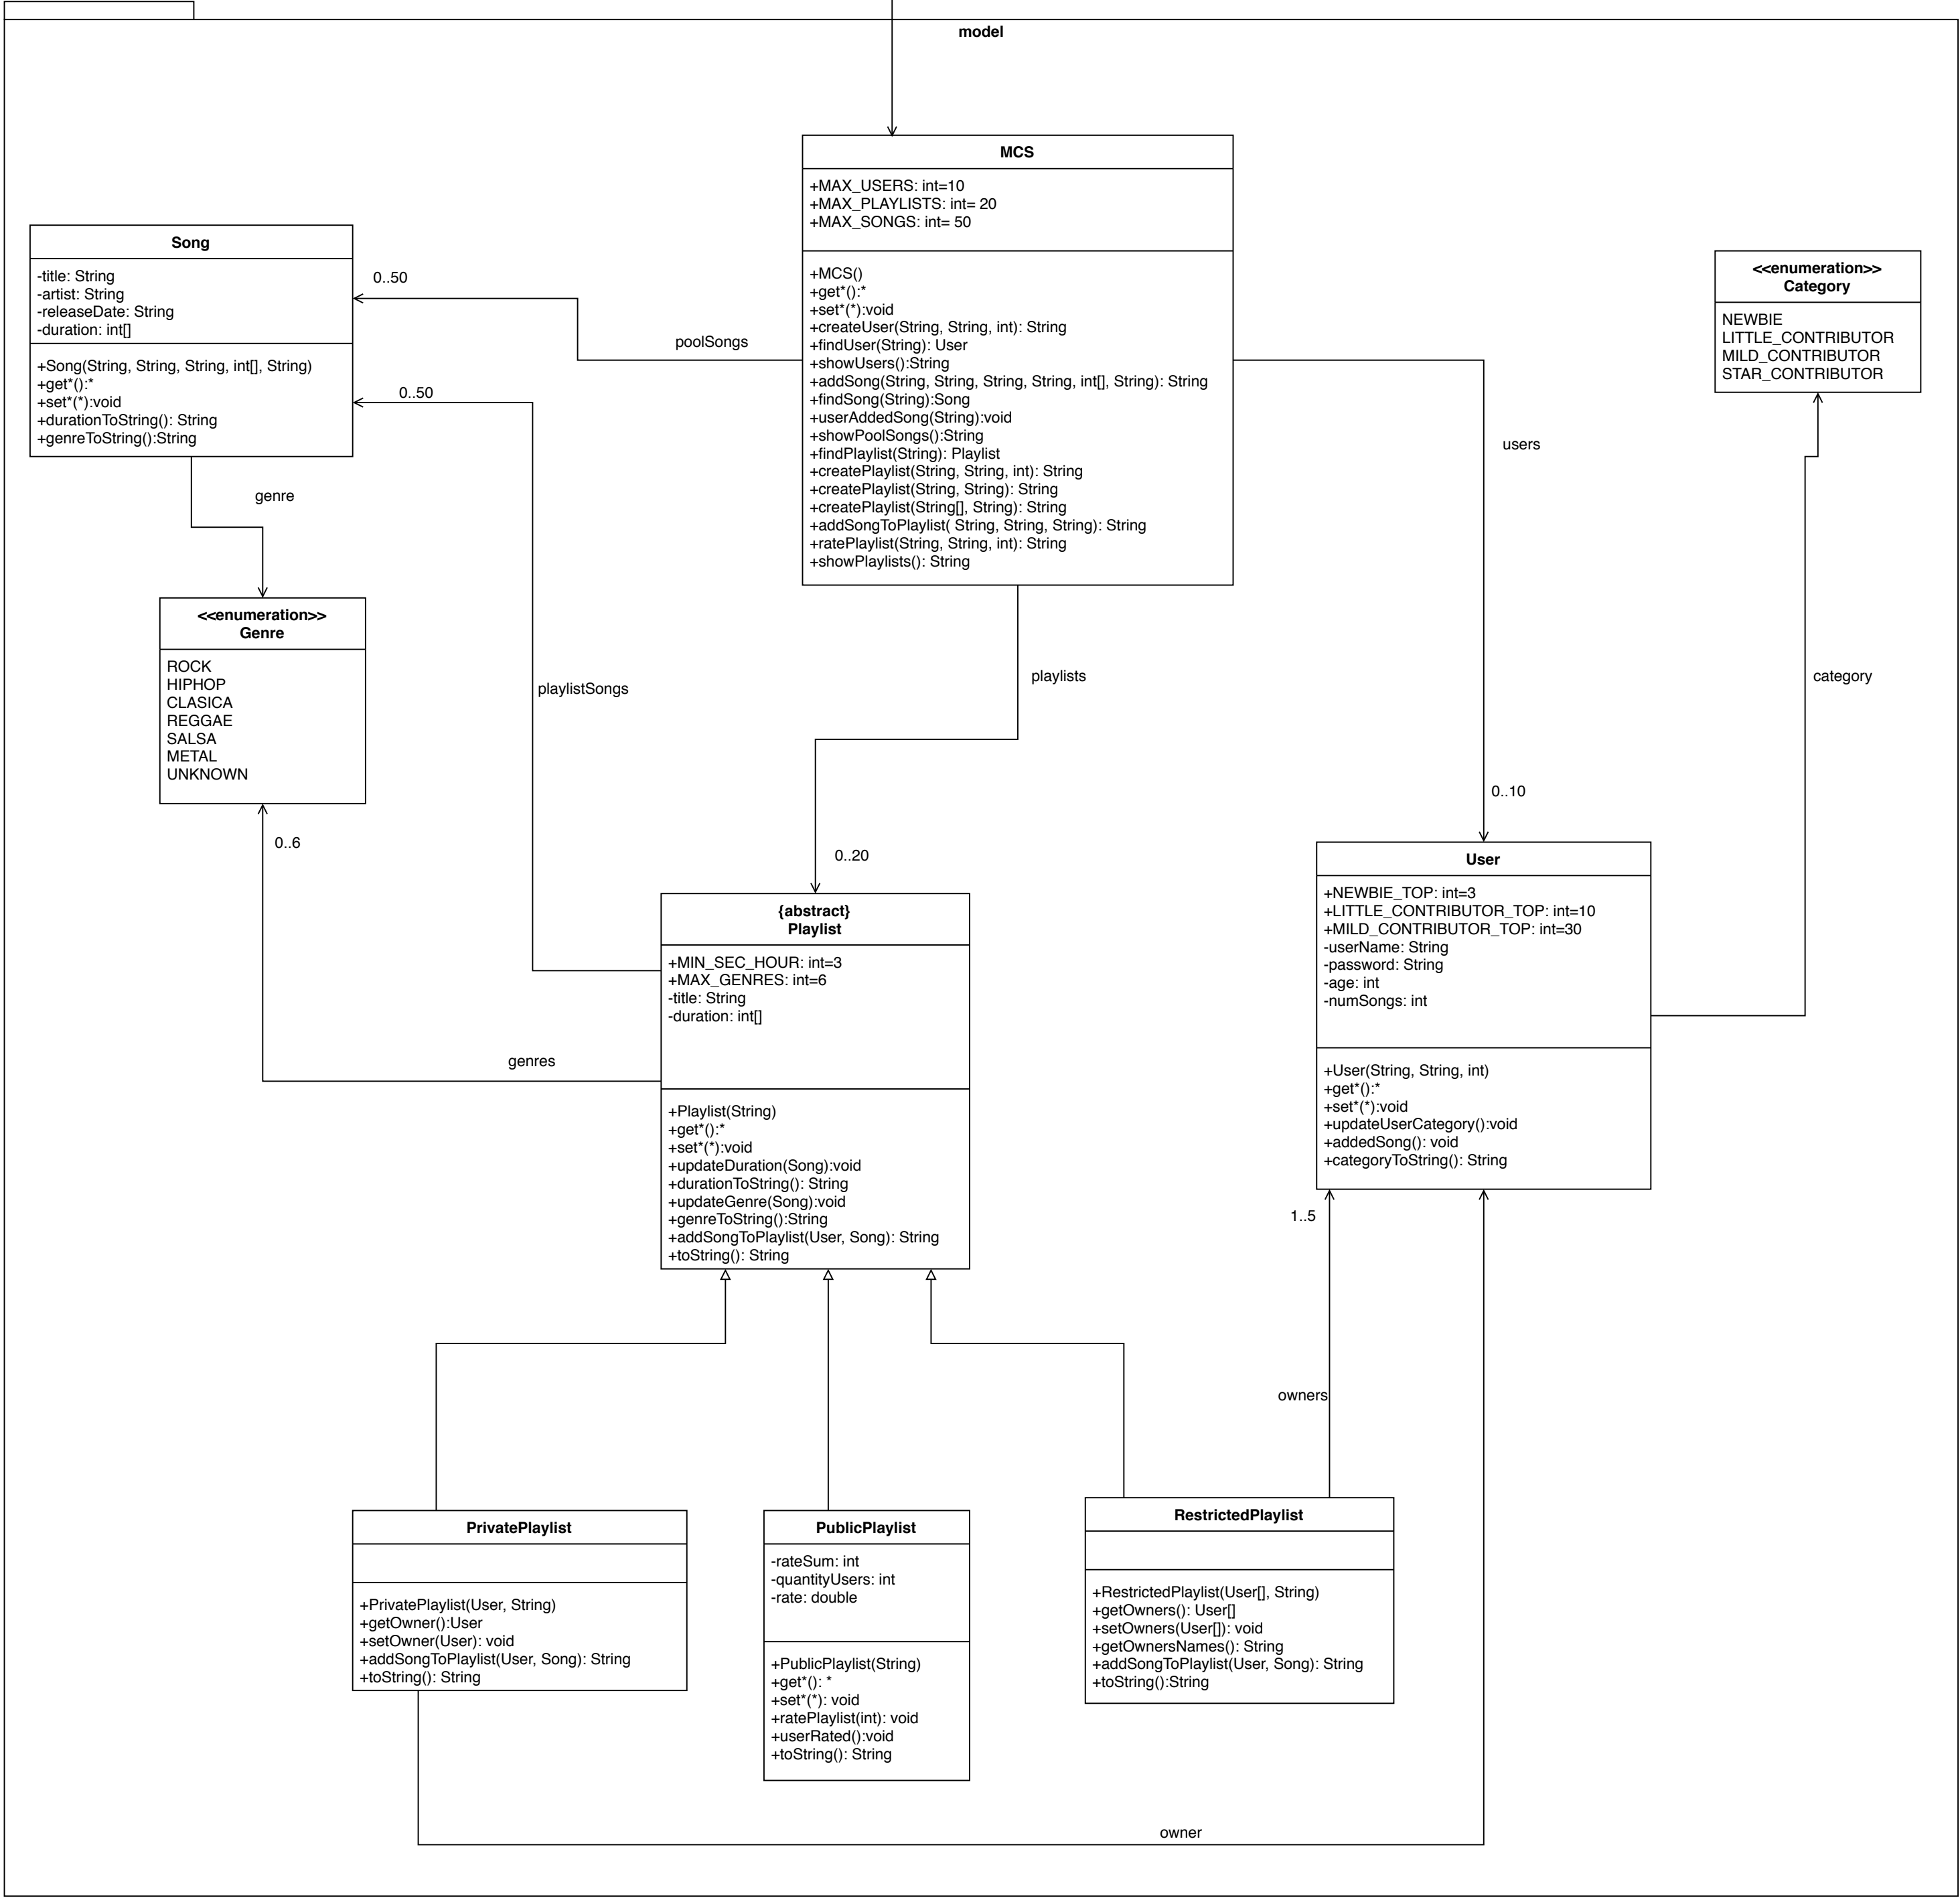 model
MCS
+MAX_USERS: int=10
+MAX_PLAYLISTS: int= 20
+MAX_SONGS: int= 50
+MCS()
+get*():*
+set*(*):void
+createUser(String, String, int): String
+findUser(String): User
+showUsers():String
+addSong(String, String, String, String, int[], String): String
+findSong(String):Song
+userAddedSong(String):void
+showPoolSongs():String
+findPlaylist(String): Playlist
+createPlaylist(String, String, int): String
+createPlaylist(String, String): String
+createPlaylist(String[], String): String
+addSongToPlaylist( String, String, String): String
+ratePlaylist(String, String, int): String
+showPlaylists(): String
Song
-title: String
-artist: String
-releaseDate: String
-duration: int[]
+Song(String, String, String, int[], String)
+get*():*
+set*(*):void
+durationToString(): String
+genreToString():String
0..50
poolSongs
0..50
<<enumeration>>
Category
NEWBIE
LITTLE_CONTRIBUTOR
MILD_CONTRIBUTOR
STAR_CONTRIBUTOR
users
genre
<<enumeration>>
Genre
ROCK
HIPHOP
CLASICA
REGGAE
SALSA
METAL
UNKNOWN
playlistSongs
playlists
category
0..10
0..6
0..20
{abstract}
Playlist
+MIN_SEC_HOUR: int=3
+MAX_GENRES: int=6
-title: String
-duration: int[]
+Playlist(String)
+get*():*
+set*(*):void
+updateDuration(Song):void
+durationToString(): String
+updateGenre(Song):void
+genreToString():String
+addSongToPlaylist(User, Song): String
+toString(): String
genres
User
+NEWBIE_TOP: int=3
+LITTLE_CONTRIBUTOR_TOP: int=10
+MILD_CONTRIBUTOR_TOP: int=30
-userName: String
-password: String
-age: int
-numSongs: int
+User(String, String, int)
+get*():*
+set*(*):void
+updateUserCategory():void
+addedSong(): void
+categoryToString(): String
1..5
owners
PrivatePlaylist
+PrivatePlaylist(User, String)
+getOwner():User
+setOwner(User): void
+addSongToPlaylist(User, Song): String
+toString(): String
PublicPlaylist
-rateSum: int
-quantityUsers: int
-rate: double
+PublicPlaylist(String)
+get*(): *
+set*(*): void
+ratePlaylist(int): void
+userRated():void
+toString(): String
RestrictedPlaylist
+RestrictedPlaylist(User[], String)
+getOwners(): User[]
+setOwners(User[]): void
+getOwnersNames(): String
+addSongToPlaylist(User, Song): String
+toString():String
owner